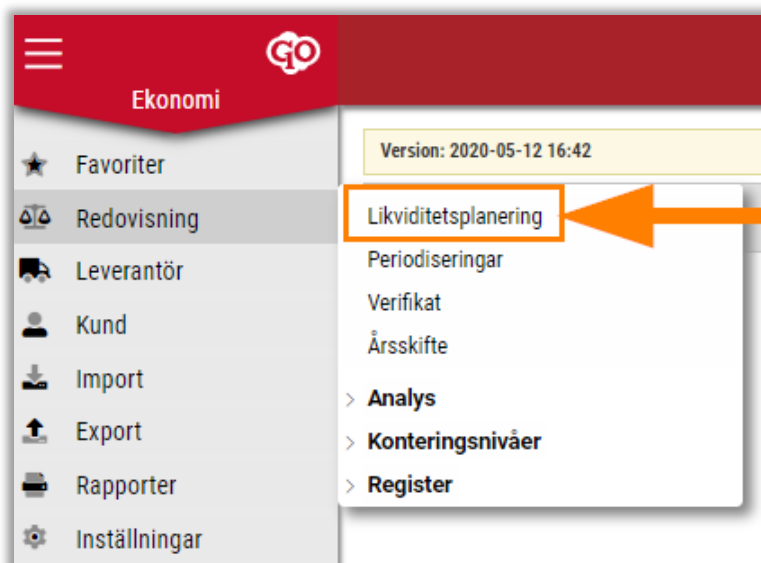 GO
Ekonomi
Favoriter
Redovisning
Leverantör
Kund
Import
Export
Rapporter
Inställningar
Version: 2020-05-12 16:42
Likviditetsplanering
Periodiseringar
Verifikat
Årsskifte
> Analys
> Konteringsnivåer
> Register